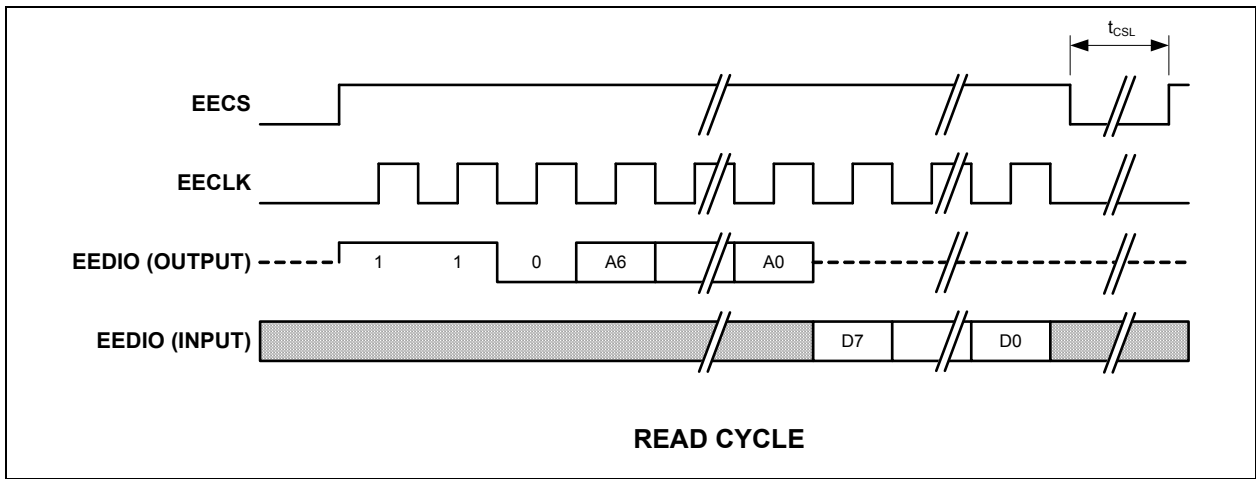 tCSL
EECS
EECLK
EEDIO (OUTPUT) 1 1 0 A6 A0
EEDIO (INPUT) D7 D0
READ CYCLE